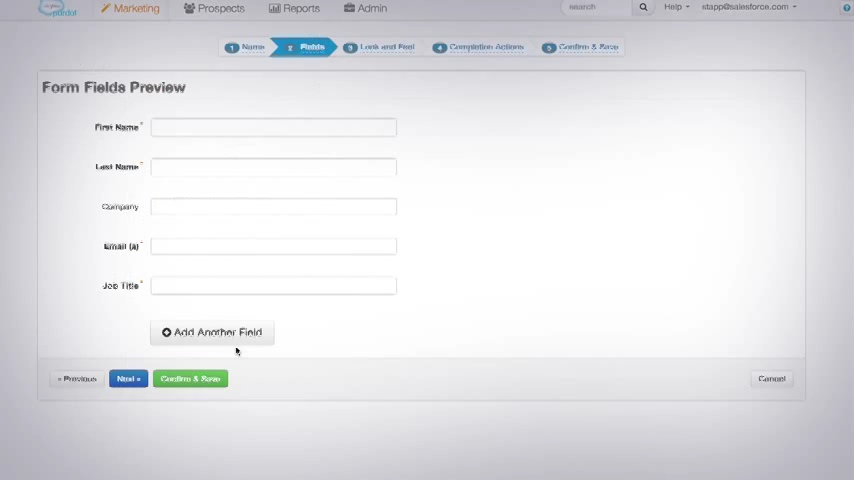 pardot Marketing Prospects Reports Admin search Help stapp@salesforce.com
1 Name 2 Fields 3 Look and Feel 4 Completion Actions 5 Confirm & Save
Form Fields Preview
First Name *
Last Name *
Company
Email (a) *
Job Title *
Add Another Field
« Previous Next » Confirm & Save Cancel